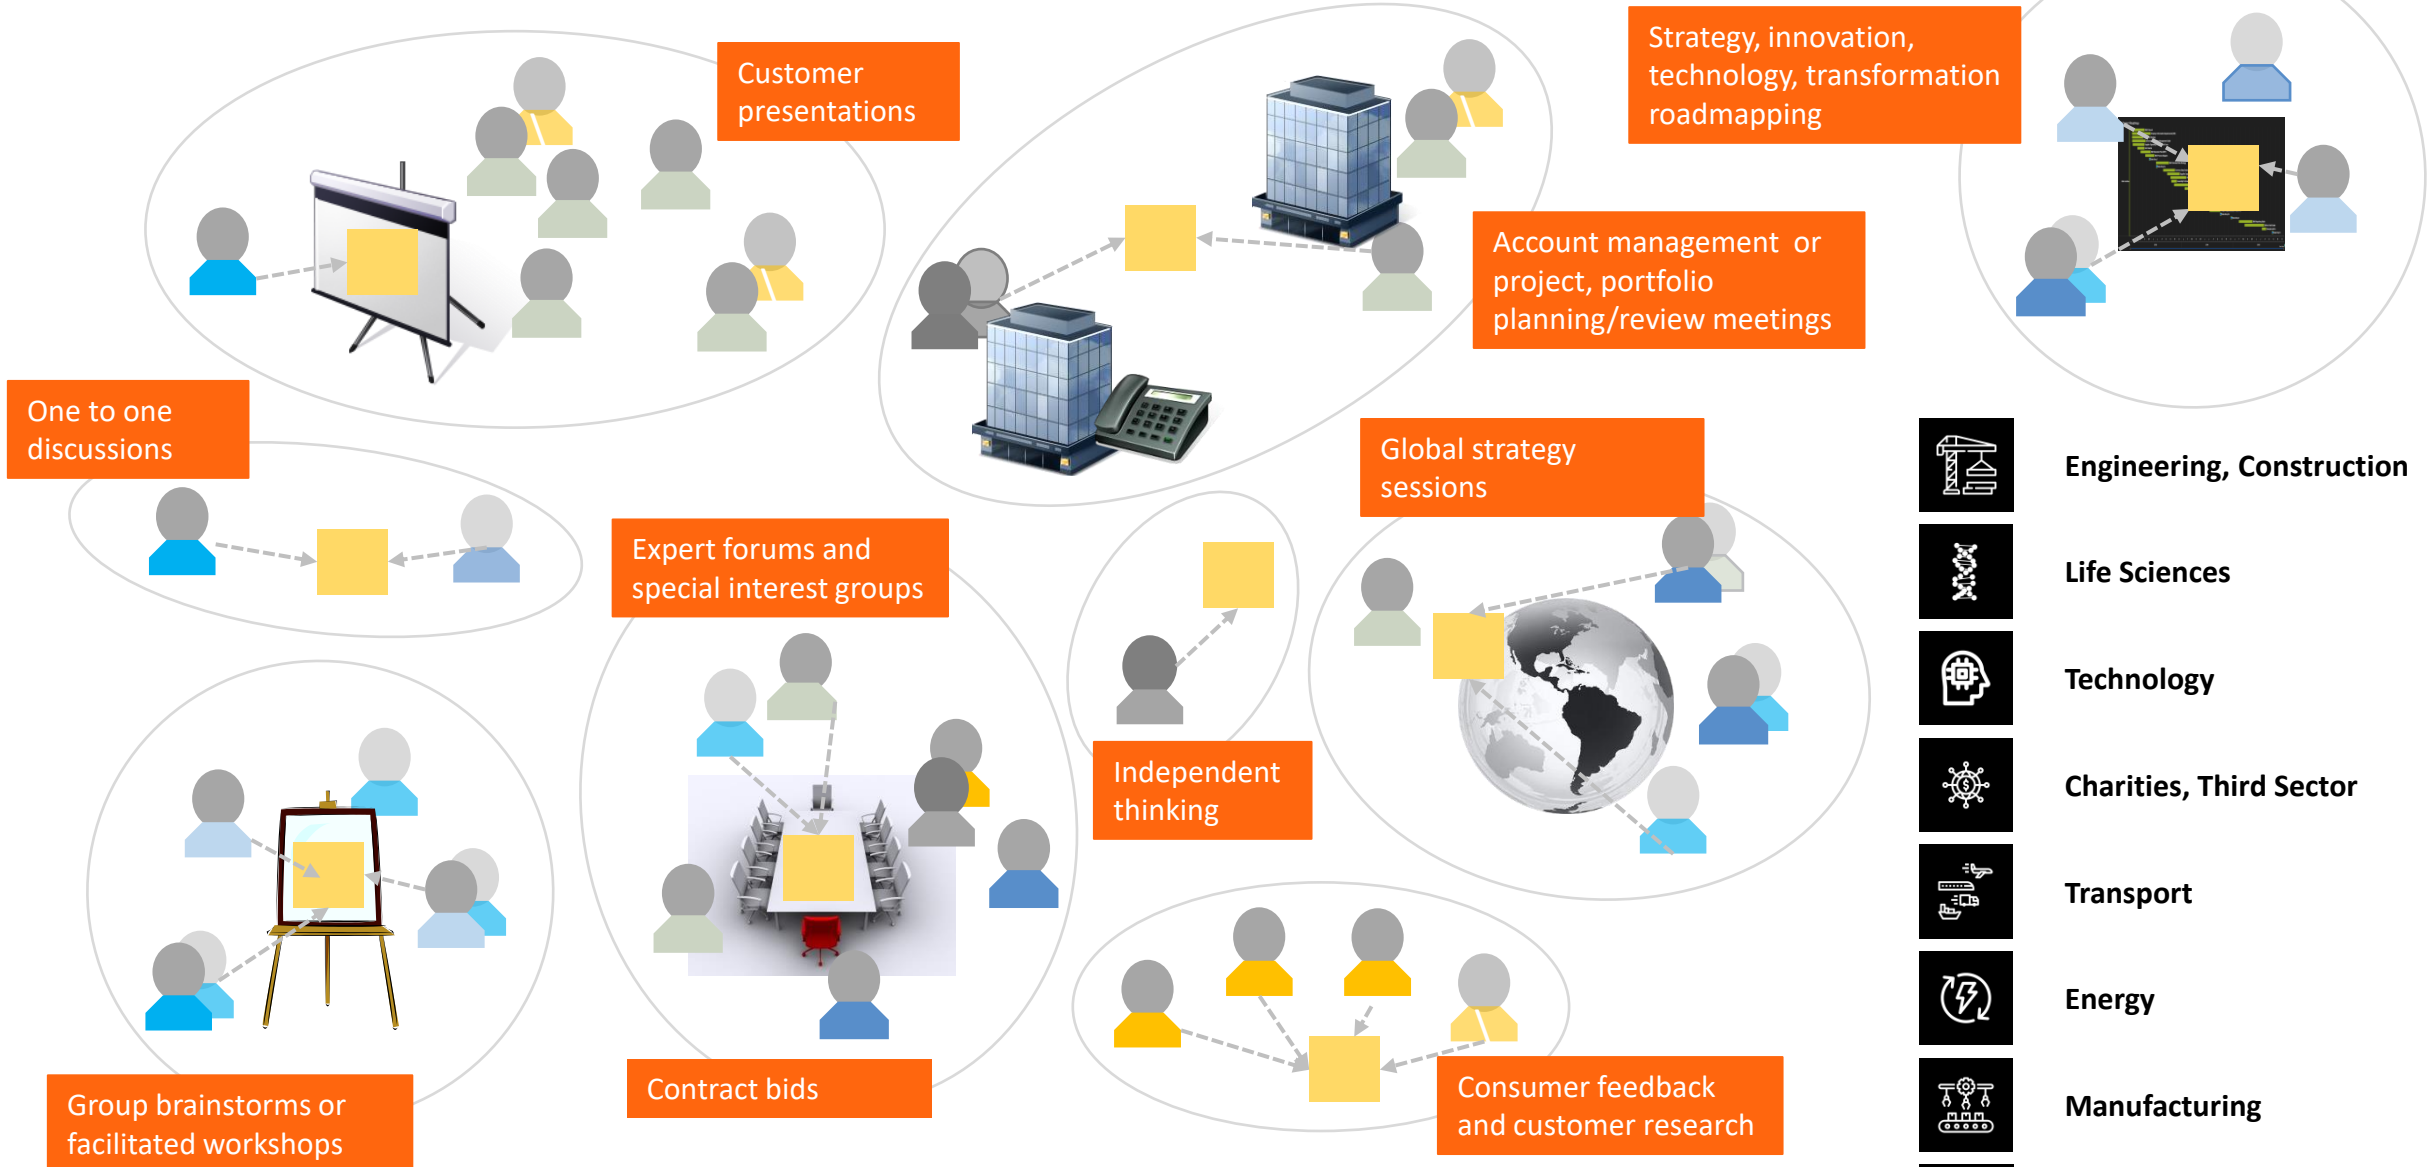 Customer
presentations
Strategy, innovation,
technology, transformation
roadmapping
Account management  or
project, portfolio
planning/review meetings
One to one
discussions
Global strategy
sessions
Expert forums and
special interest groups
Independent
thinking
Contract bids
Group brainstorms or
facilitated workshops
Consumer feedback
and customer research
Engineering, Construction
Life Sciences
Technology
Charities, Third Sector
Transport
Energy
Manufacturing